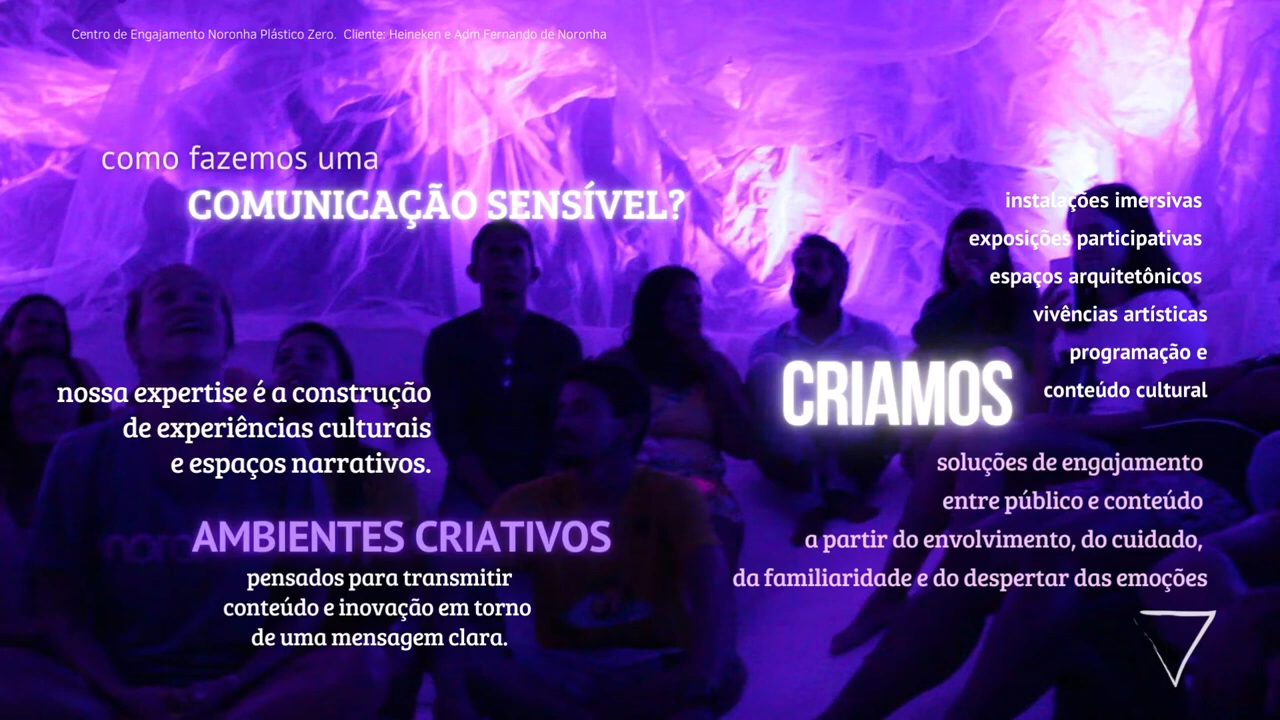 Centro de Engajamento Noronha Plástico Zero.  Cliente: Heineken e Adm Fernando de Noronha
como fazemos uma
COMUNICAÇÃO SENSÍVEL?
nossa expertise é a construção
de experiências culturais
e espaços narrativos.
AMBIENTES CRIATIVOS
pensados para transmitir
conteúdo e inovação em torno
de uma mensagem clara.
instalações imersivas
exposições participativas
espaços arquitetônicos
vivências artísticas
programação e
conteúdo cultural
CRIAMOS
soluções de engajamento
entre público e conteúdo
a partir do envolvimento, do cuidado,
da familiaridade e do despertar das emoções